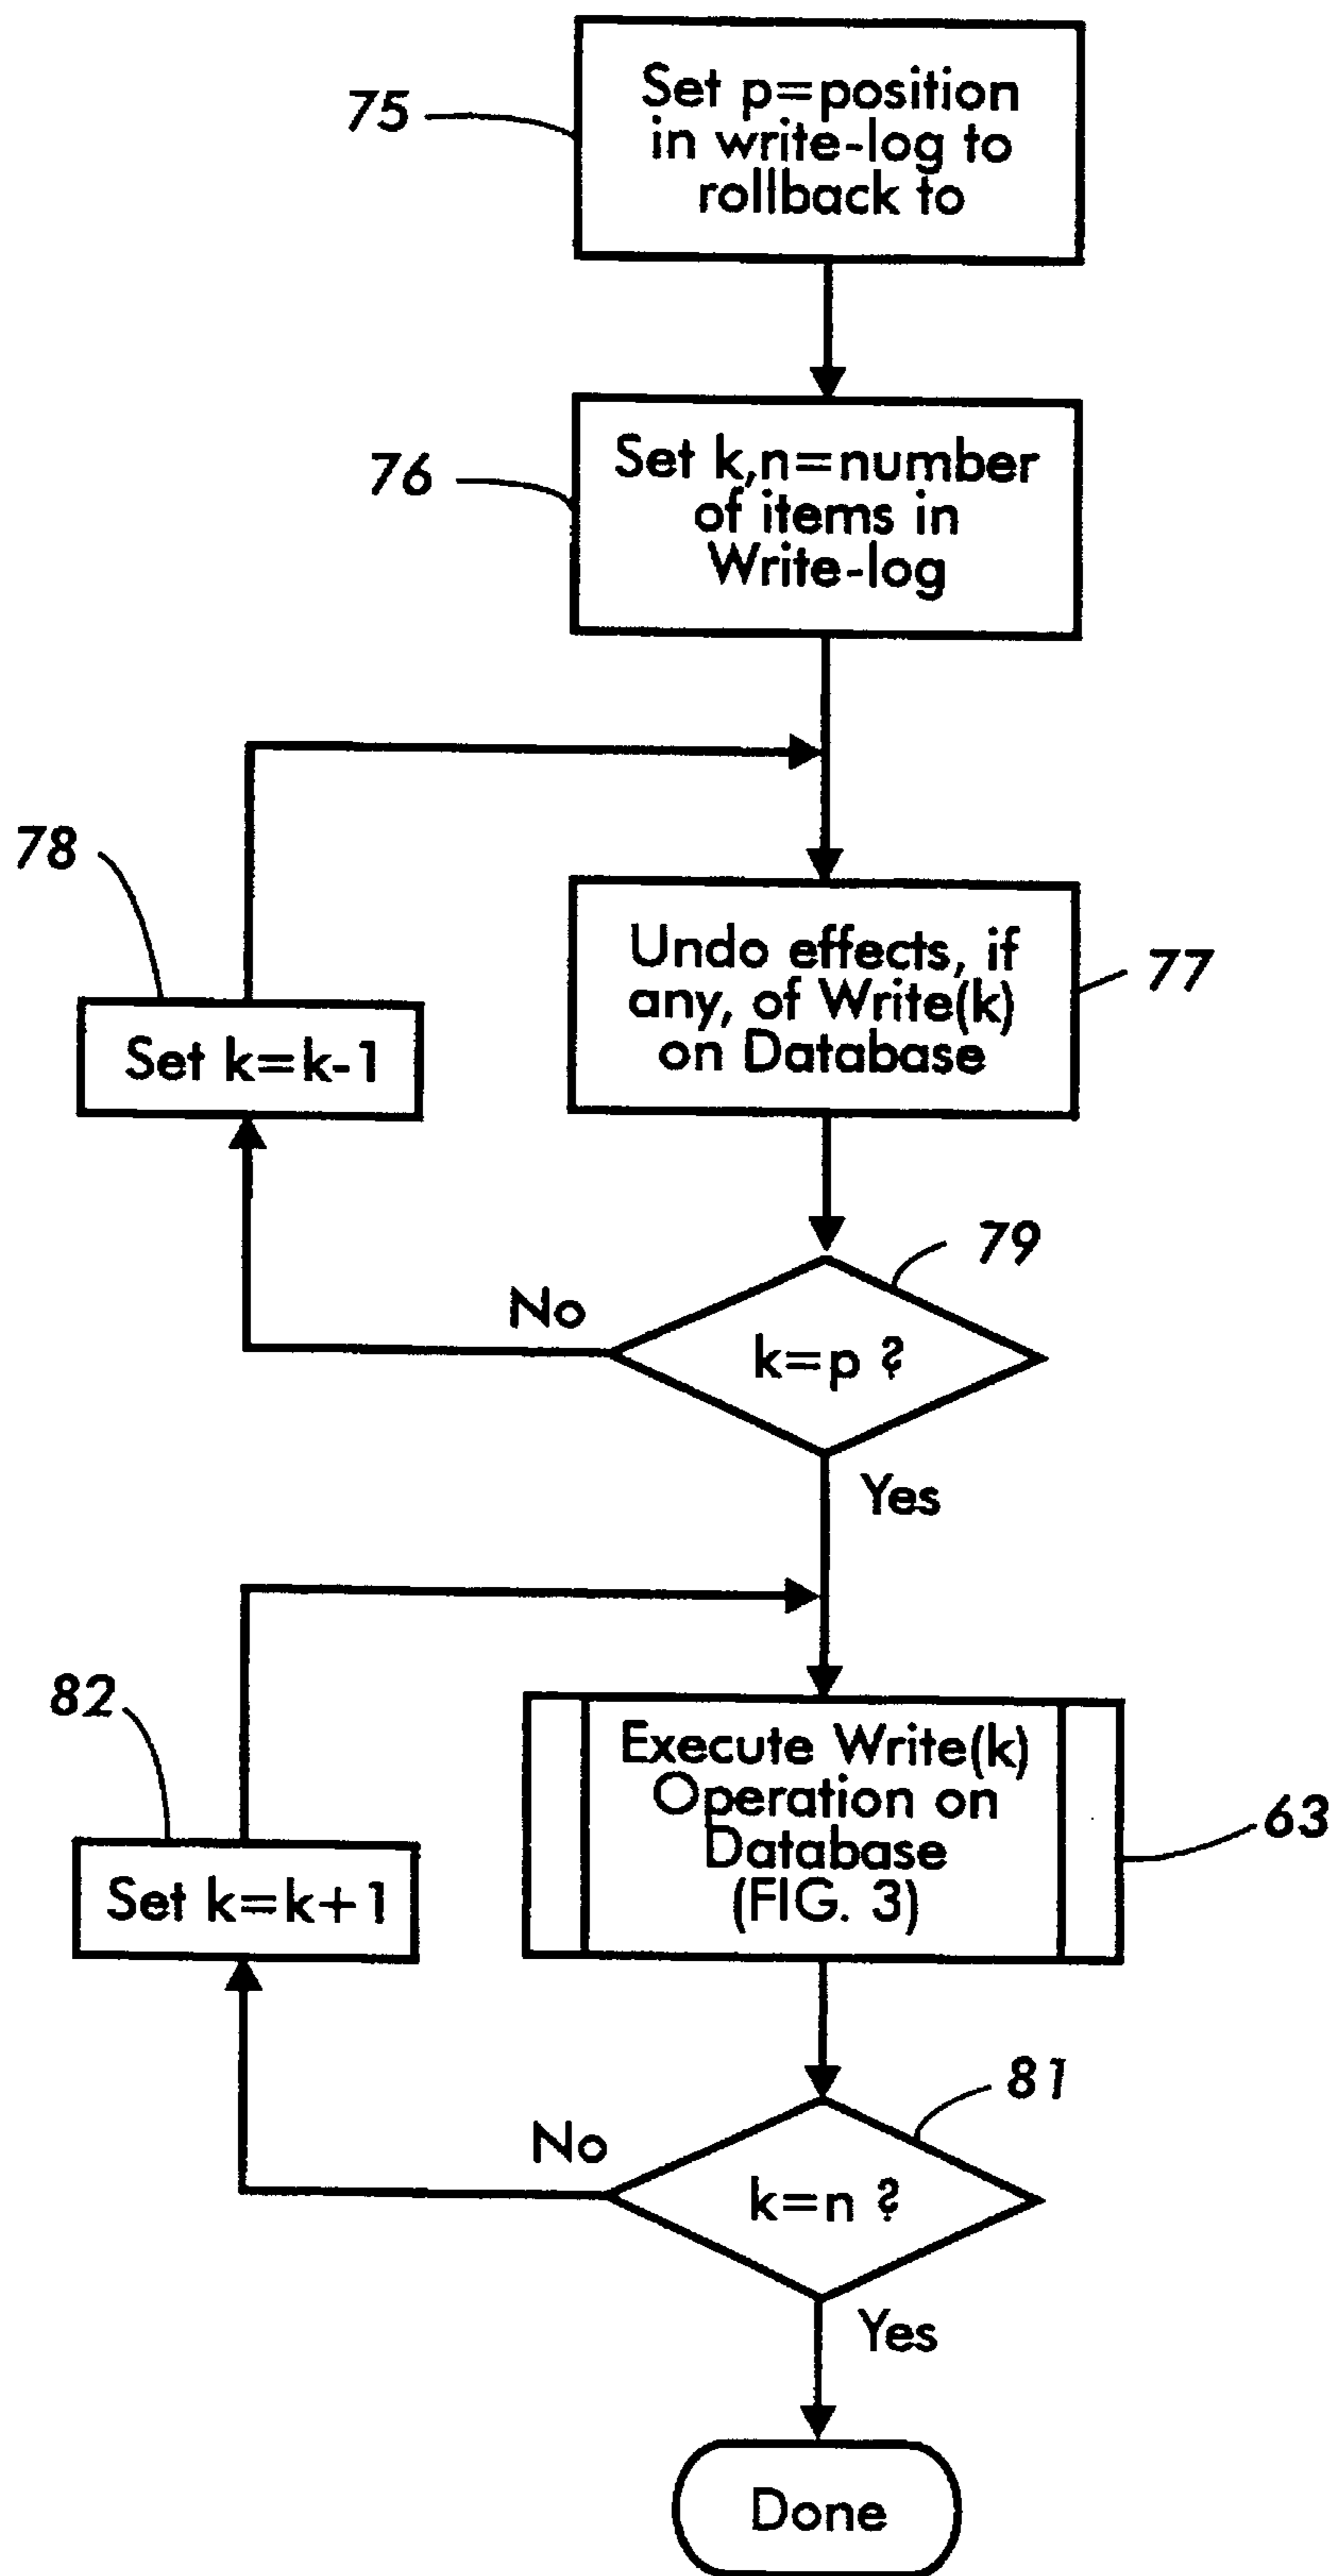 75
Set p=position
in write-log to
rollback to
76
Set k,n=number
of items in
Write-log
78
Set k=k-1
Undo effects, if
any, of Write(k)
on Database
77
79
No
k=p ?
Yes
82
Set k=k+1
Execute Write(k)
Operation on
Database
(FIG. 3)
63
81
No
k=n ?
Yes
Done